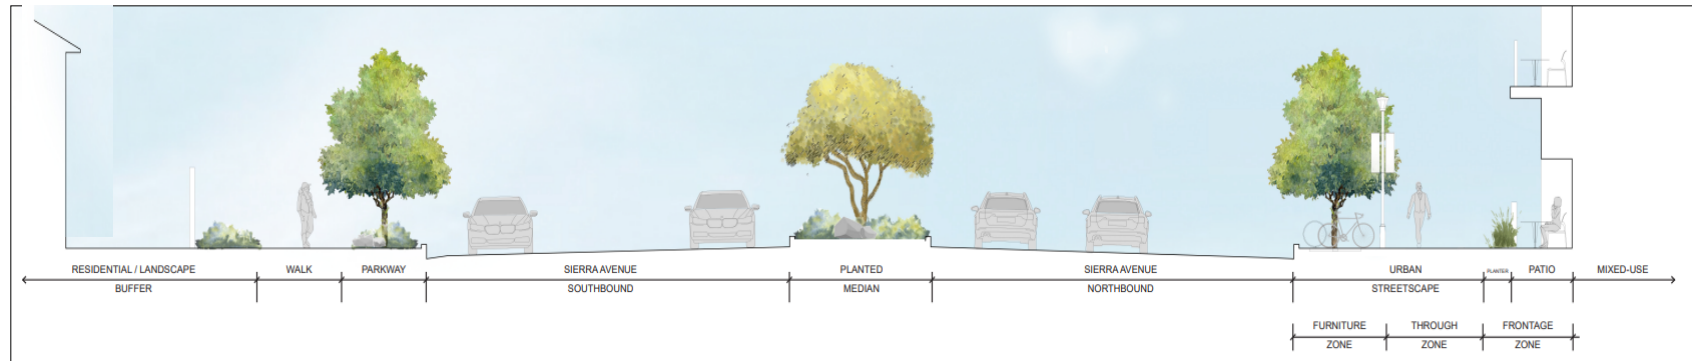 RESIDENTIAL / LANDSCAPE
BUFFER
WALK
PARKWAY
SIERRA AVENUE
SOUTHBOUND
PLANTED
MEDIAN
SIERRA AVENUE
NORTHBOUND
URBAN
STREETSCAPE
PLANTER
PATIO
MIXED-USE
FURNITURE
ZONE
THROUGH
ZONE
FRONTAGE
ZONE